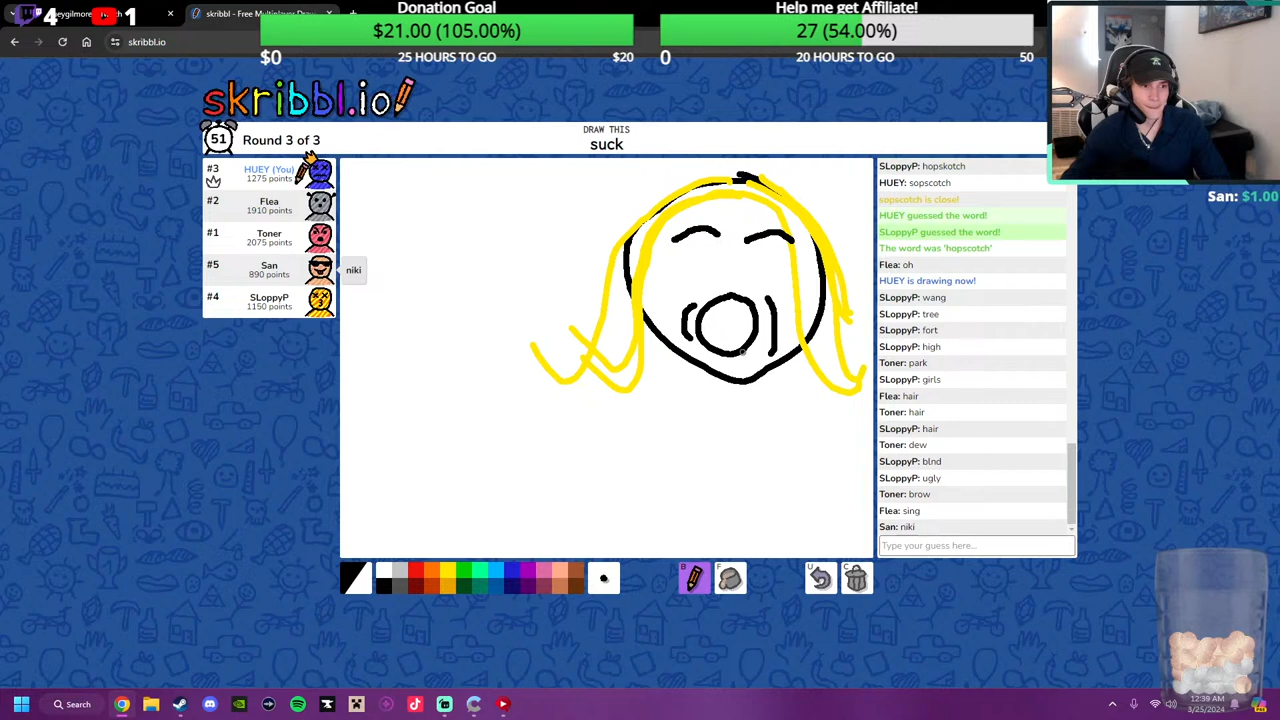 4
1
skribbl - Free Multiplayer Draw
skribbl.io
Donation Goal
$21.00 (105.00%)
$0
25 HOURS TO GO
$20
Help me get Affiliate!
27 (54.00%)
0
20 HOURS TO GO
50
San: $1.00
skribbl.io
51
Round 3 of 3
DRAW THIS
suck
#3
HUEY (You)
1275 points
#2
Flea
1910 points
#1
Toner
2075 points
#5
San
890 points
niki
#4
SLoppyP
1150 points
SLoppyP: hopskotch
HUEY: sopscotch
sopscotch is close!
HUEY guessed the word!
SLoppyP guessed the word!
The word was 'hopscotch'
Flea: oh
HUEY is drawing now!
SLoppyP: wang
SLoppyP: tree
SLoppyP: fort
SLoppyP: high
Toner: park
SLoppyP: girls
Flea: hair
Toner: hair
SLoppyP: hair
Toner: dew
SLoppyP: blnd
SLoppyP: ugly
Toner: brow
Flea: sing
San: niki
Type your guess here...
B
F
U
C
Search
12:39 AM
3/25/2024